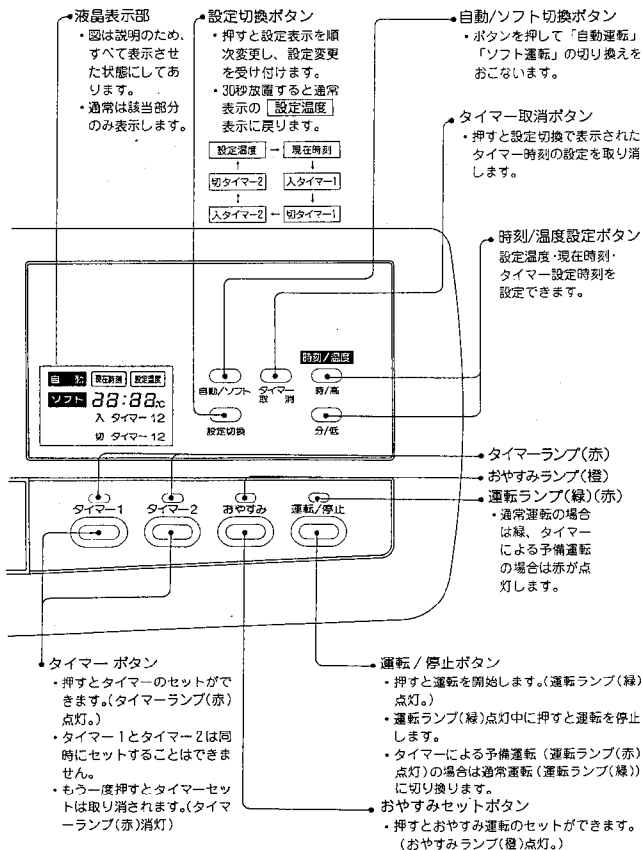 液晶表示部
・図は説明のため、
すべて表示させ
た状態にしてあ
ります。
・通常は該当部分
のみ表示します。
設定切換ボタン
・押すと設定表示を順
次変更し、設定変更
を受け付けます。
・30秒放置すると通常
表示の 設定温度
表示に戻ります。
設定温度 → 現在時刻
↑ ↓
切タイマー2 入タイマー1
↑ ↓
入タイマー2 ← 切タイマー1
自動/ソフト切換ボタン
・ボタンを押して「自動運転」
「ソフト運転」の切り換えを
おこないます。
タイマー取消ボタン
・押すと設定切換で表示された
タイマー時刻の設定を取り消
します。
時刻/温度設定ボタン
設定温度・現在時刻・
タイマー設定時刻を
設定できます。
時刻/温度
自動 現在時刻 設定温度
ソフト 88:88℃
入 タイマー 12
切 タイマー 12
自動/ソフト タイマー取消 時/高
設定切換 分/低
タイマーランプ(赤)
おやすみランプ(橙)
運転ランプ(緑)(赤)
・通常運転の場合
は緑、タイマー
による予備運転
の場合は赤が点
灯します。
タイマー1 タイマー2 おやすみ 運転/停止
タイマー ボタン
・押すとタイマーのセットがで
きます。(タイマーランプ(赤)
点灯。)
・タイマー1とタイマー2は同
時にセットすることはできま
せん。
・もう一度押すとタイマーセッ
トは取り消されます。(タイマ
ーランプ(赤)消灯)
運転/停止ボタン
・押すと運転を開始します。(運転ランプ(緑)
点灯。)
・運転ランプ(緑)点灯中に押すと運転を停止
します。
・タイマーによる予備運転(運転ランプ(赤)
点灯)の場合は通常運転(運転ランプ(緑))
に切り換ります。
おやすみセットボタン
・押すとおやすみ運転のセットができます。
(おやすみランプ(橙)点灯。)